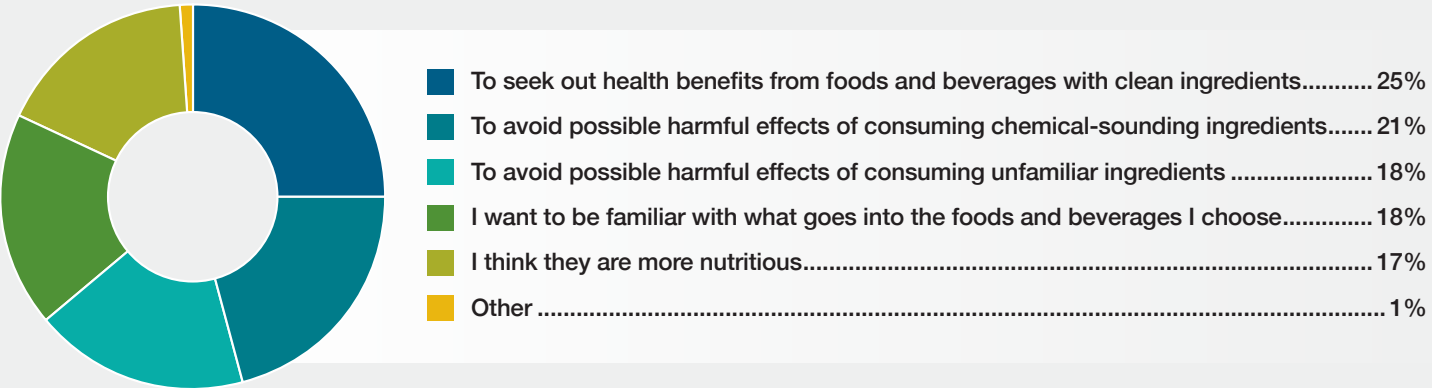 To seek out health benefits from foods and beverages with clean ingredients........... 25%
To avoid possible harmful effects of consuming chemical-sounding ingredients....... 21%
To avoid possible harmful effects of consuming unfamiliar ingredients ...................... 18%
I want to be familiar with what goes into the foods and beverages I choose.............. 18%
I think they are more nutritious......................................................................................... 17%
Other ..................................................................................................................................... 1%